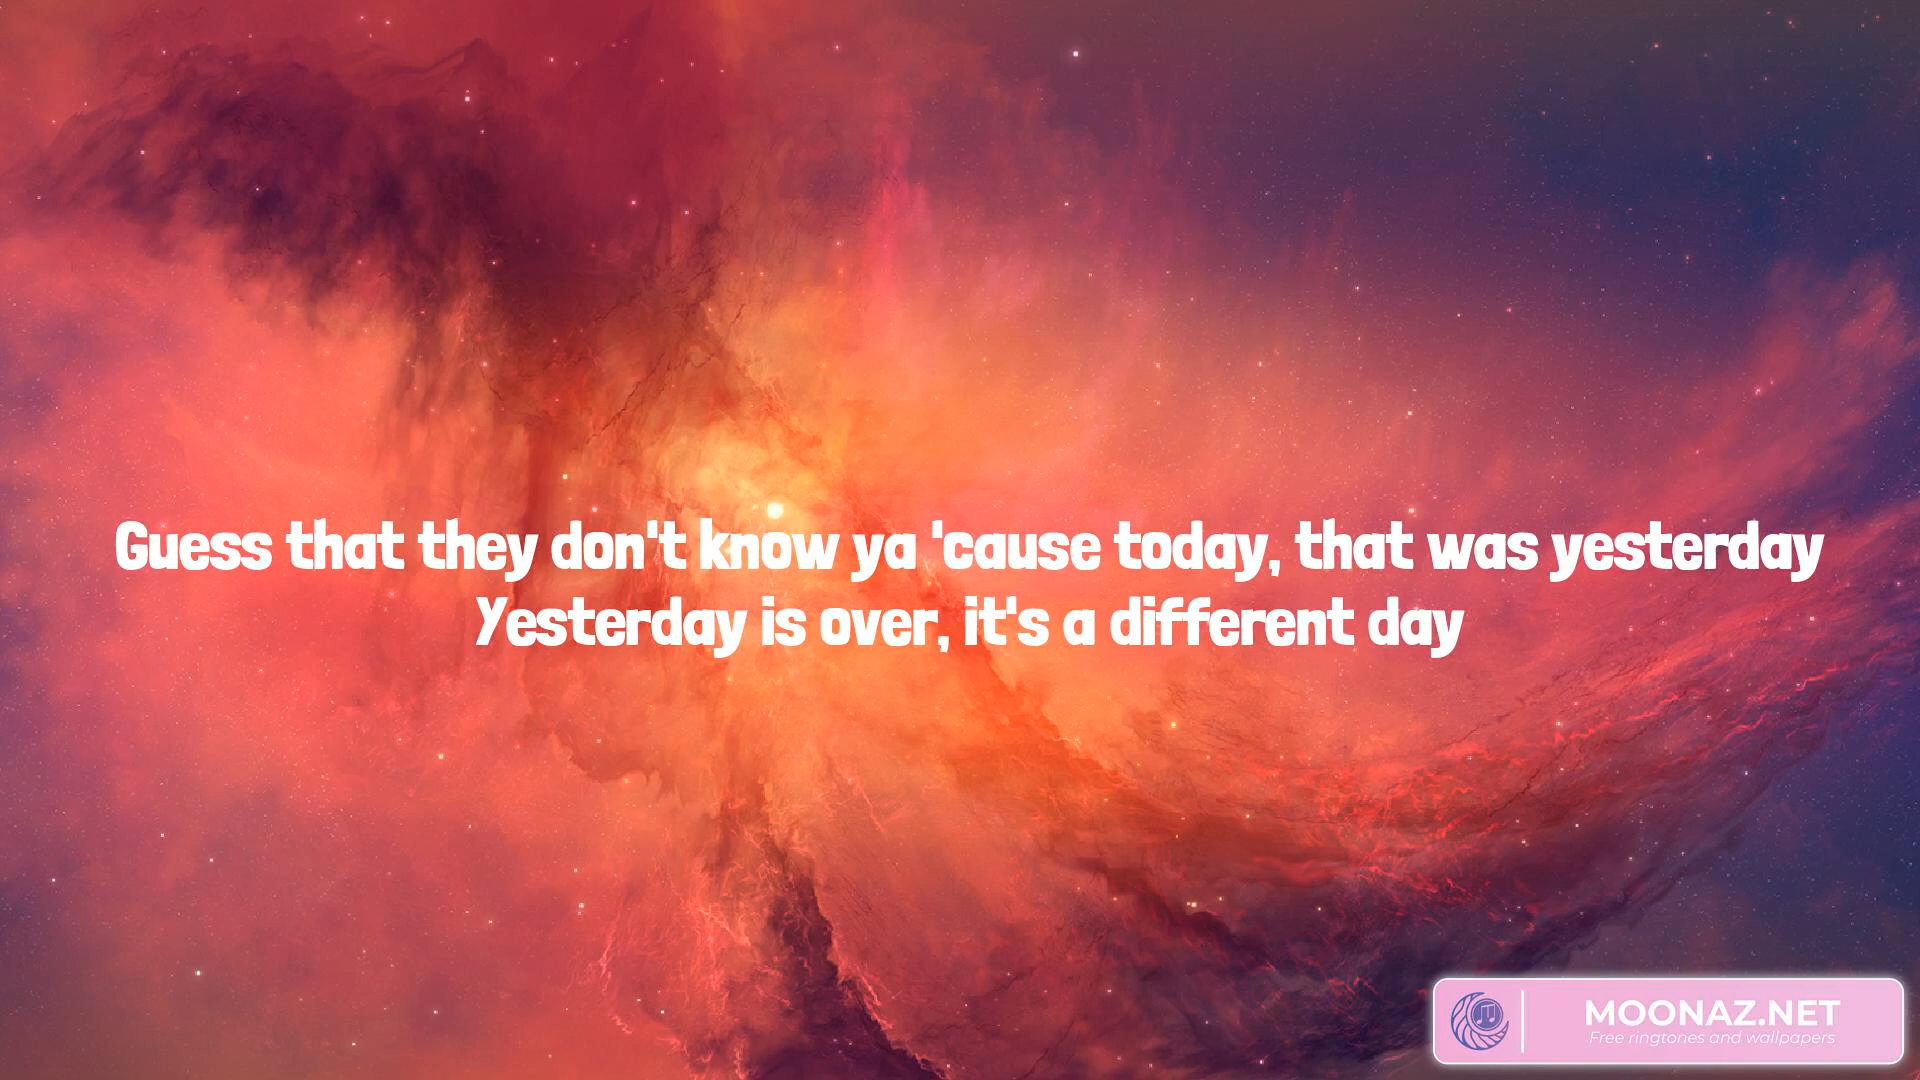 Guess that they don't know ya 'cause today, that was yesterday
Yesterday is over, it's a different day
MOONAZ.NET
Free ringtones and wallpapers